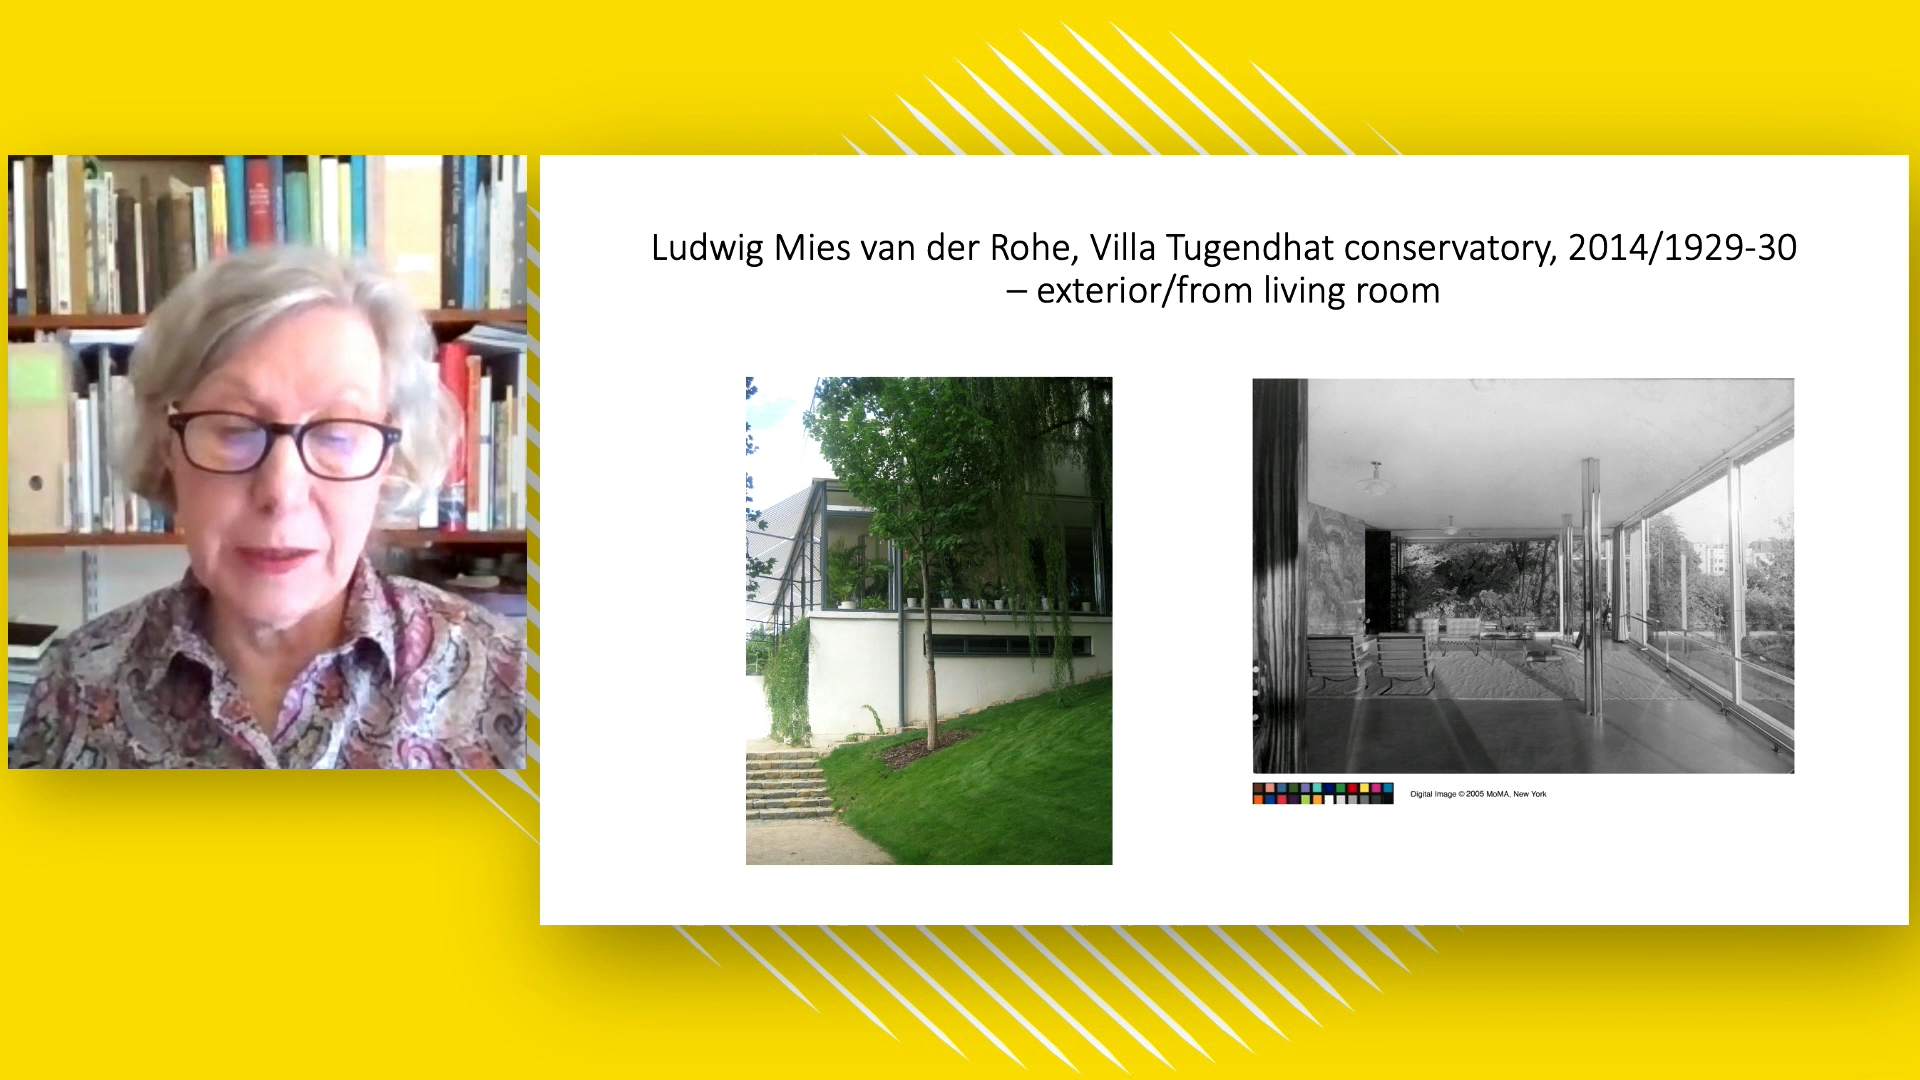 Ludwig Mies van der Rohe, Villa Tugendhat conservatory, 2014/1929-30
– exterior/from living room
Digital Image © 2005 MoMA, New York